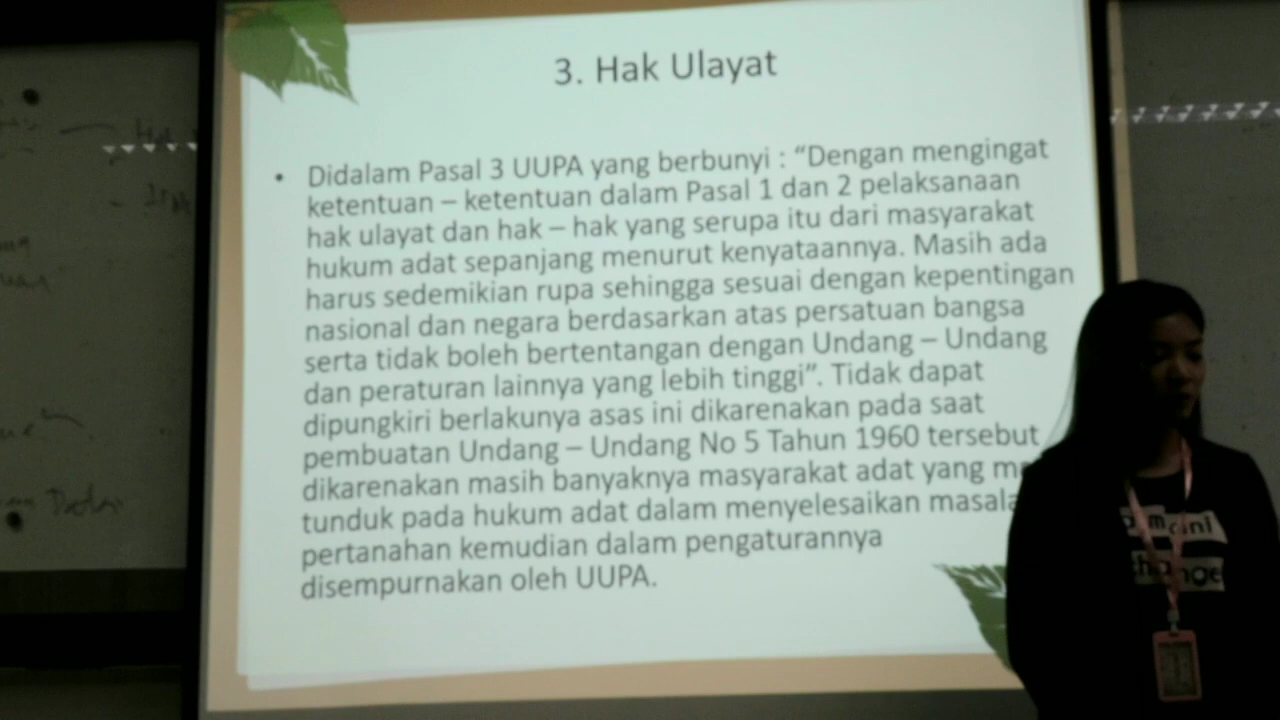 3. Hak Ulayat
• Didalam Pasal 3 UUPA yang berbunyi : “Dengan mengingat
ketentuan – ketentuan dalam Pasal 1 dan 2 pelaksanaan
hak ulayat dan hak – hak yang serupa itu dari masyarakat
hukum adat sepanjang menurut kenyataannya. Masih ada
harus sedemikian rupa sehingga sesuai dengan kepentingan
nasional dan negara berdasarkan atas persatuan bangsa
serta tidak boleh bertentangan dengan Undang – Undang
dan peraturan lainnya yang lebih tinggi”. Tidak dapat
dipungkiri berlakunya asas ini dikarenakan pada saat
pembuatan Undang – Undang No 5 Tahun 1960 tersebut
dikarenakan masih banyaknya masyarakat adat yang
tunduk pada hukum adat dalam menyelesaikan
pertanahan kemudian dalam pengaturannya
disempurnakan oleh UUPA.